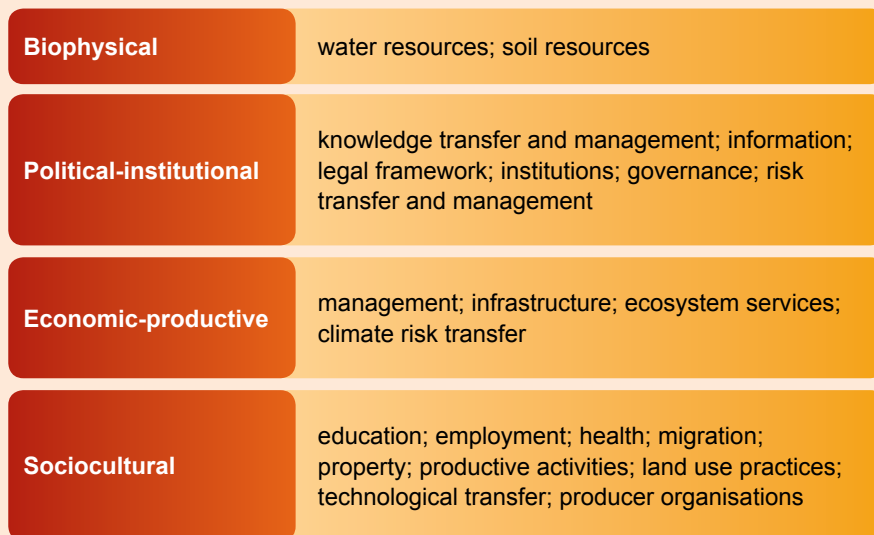 Biophysical
water resources; soil resources
Political-institutional
knowledge transfer and management; information;
legal framework; institutions; governance; risk
transfer and management
Economic-productive
management; infrastructure; ecosystem services;
climate risk transfer
Sociocultural
education; employment; health; migration;
property; productive activities; land use practices;
technological transfer; producer organisations